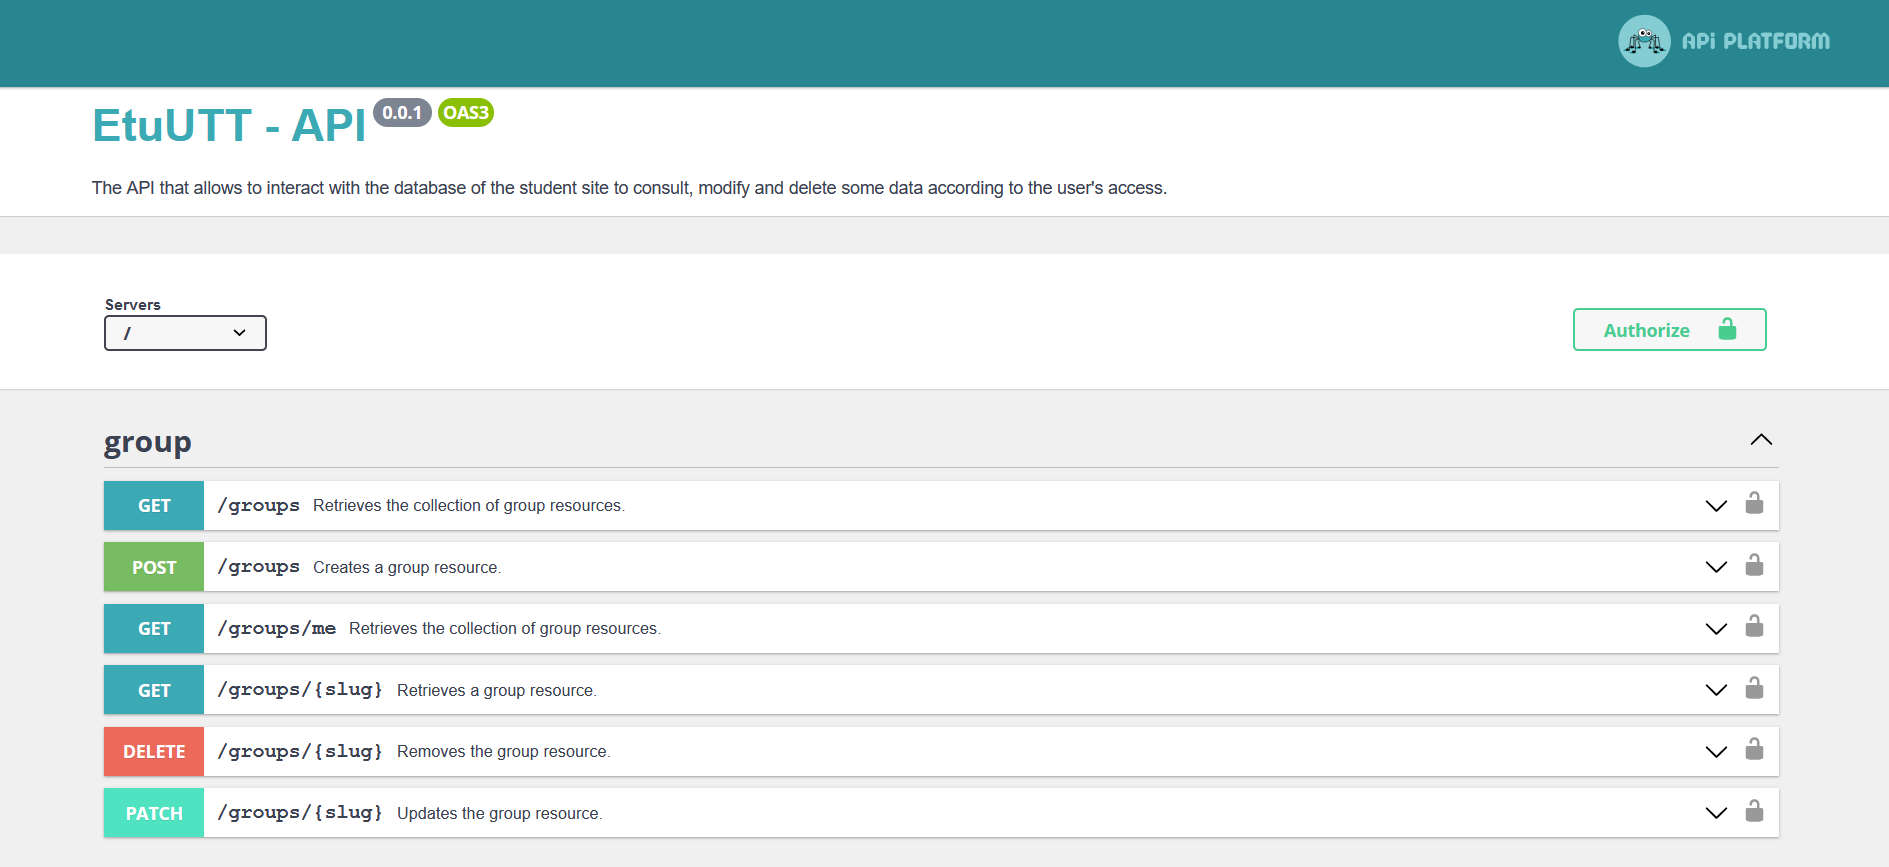 API PLATFORM
EtuUTT - API 0.0.1 OAS3
The API that allows to interact with the database of the student site to consult, modify and delete some data according to the user's access.
Servers
/
Authorize
group
GET /groups Retrieves the collection of group resources.
POST /groups Creates a group resource.
GET /groups/me Retrieves the collection of group resources.
GET /groups/{slug} Retrieves a group resource.
DELETE /groups/{slug} Removes the group resource.
PATCH /groups/{slug} Updates the group resource.